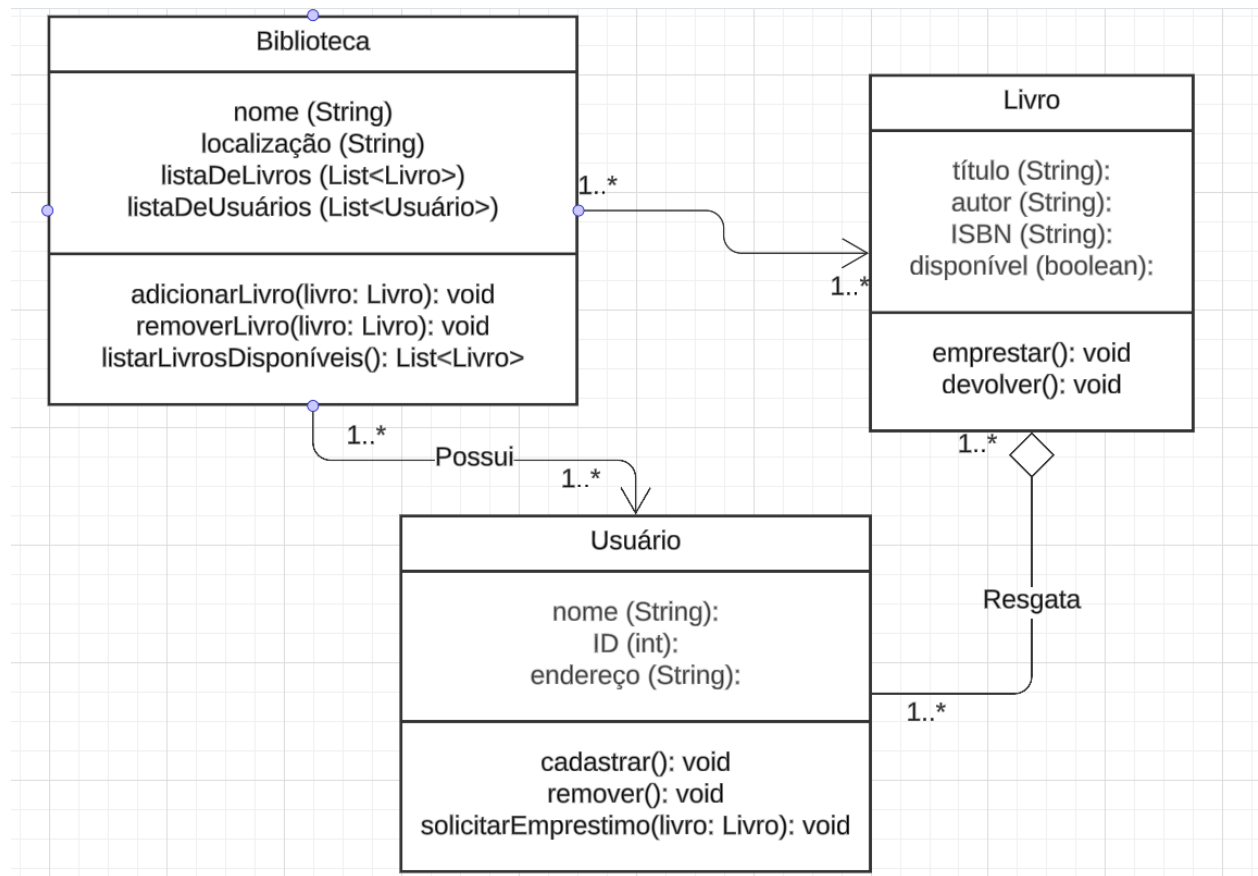 Biblioteca
nome (String)
localização (String)
listaDeLivros (List<Livro>)
listaDeUsuários (List<Usuário>)
adicionarLivro(livro: Livro): void
removerLivro(livro: Livro): void
listarLivrosDisponíveis(): List<Livro>
1..*
1..*
Livro
título (String):
autor (String):
ISBN (String):
disponível (boolean):
emprestar(): void
devolver(): void
1..*
Possui
1..*
1..*
Resgata
1..*
Usuário
nome (String):
ID (int):
endereço (String):
cadastrar(): void
remover(): void
solicitarEmprestimo(livro: Livro): void